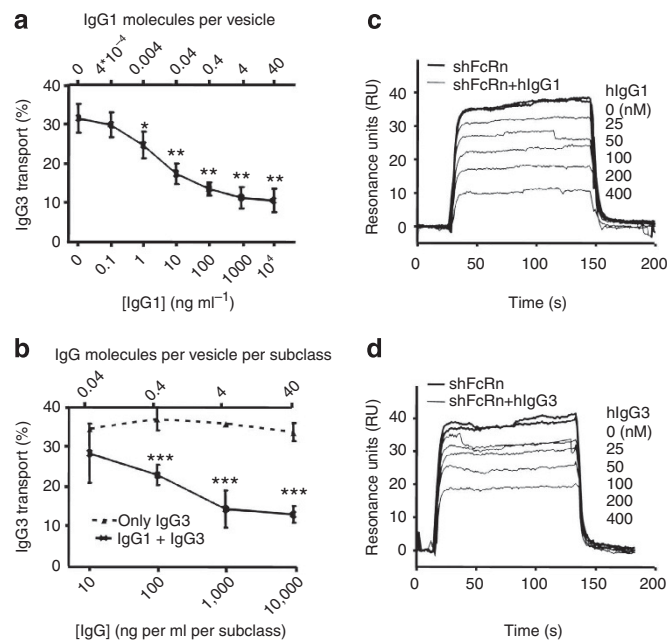 a
IgG1 molecules per vesicle
0 4*10⁻⁴ 0.004 0.04 0.4 4 40
IgG3 transport (%)
40
30
20
10
0
* ** ** ** **
0 0.1 1 10 100 1000 10⁴
[IgG1] (ng ml⁻¹)
b
IgG molecules per vesicle per subclass
0.04 0.4 4 40
IgG3 transport (%)
40
30
20
10
0
*** *** ***
Only IgG3
IgG1 + IgG3
10 100 1,000 10,000
[IgG] (ng per ml per subclass)
c
shFcRn
shFcRn+hIgG1
hIgG1
0 (nM)
25
50
100
200
400
Resonance units (RU)
40
30
20
10
0
0 50 100 150 200
Time (s)
d
shFcRn
shFcRn+hIgG3
hIgG3
0 (nM)
25
50
100
200
400
Resonance units (RU)
40
30
20
10
0
0 50 100 150 200
Time (s)